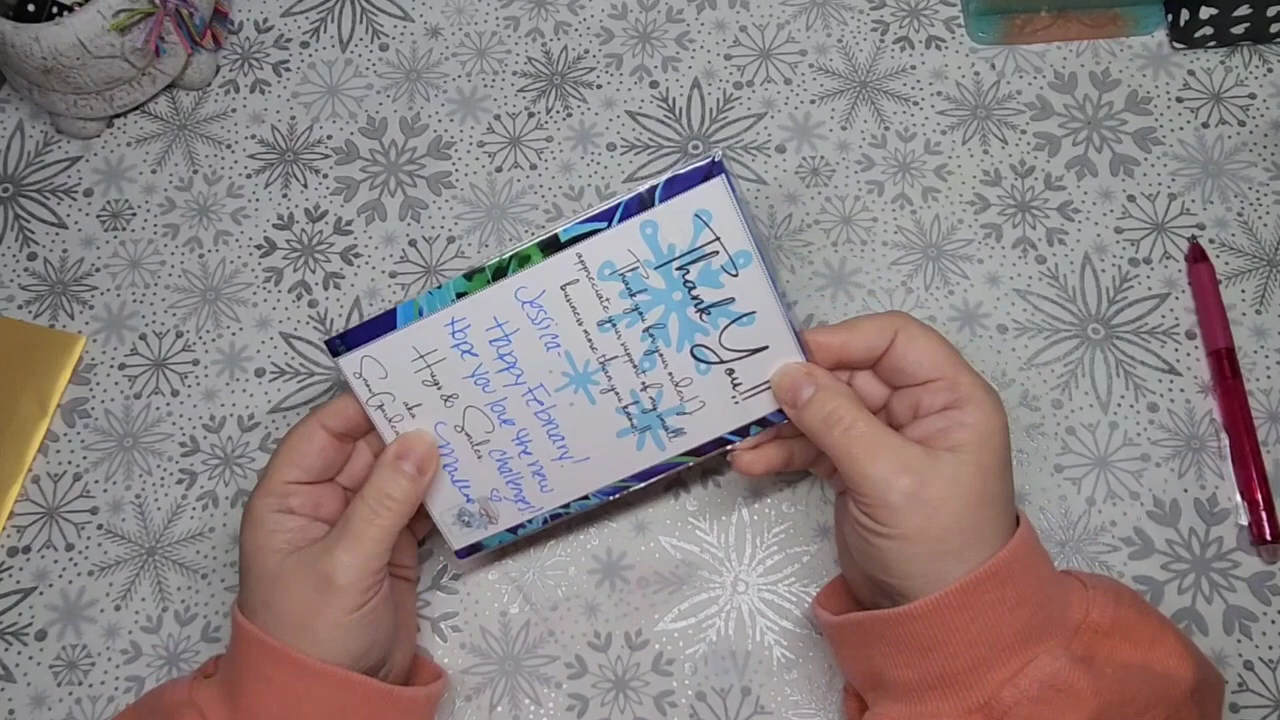 Thank You!!
Thank you for your order! I
appreciate your support of my small
business more than you know!!
Jessica-
Happy February!
Hope you love the new
challenges!
Hugs & Smiles
aka